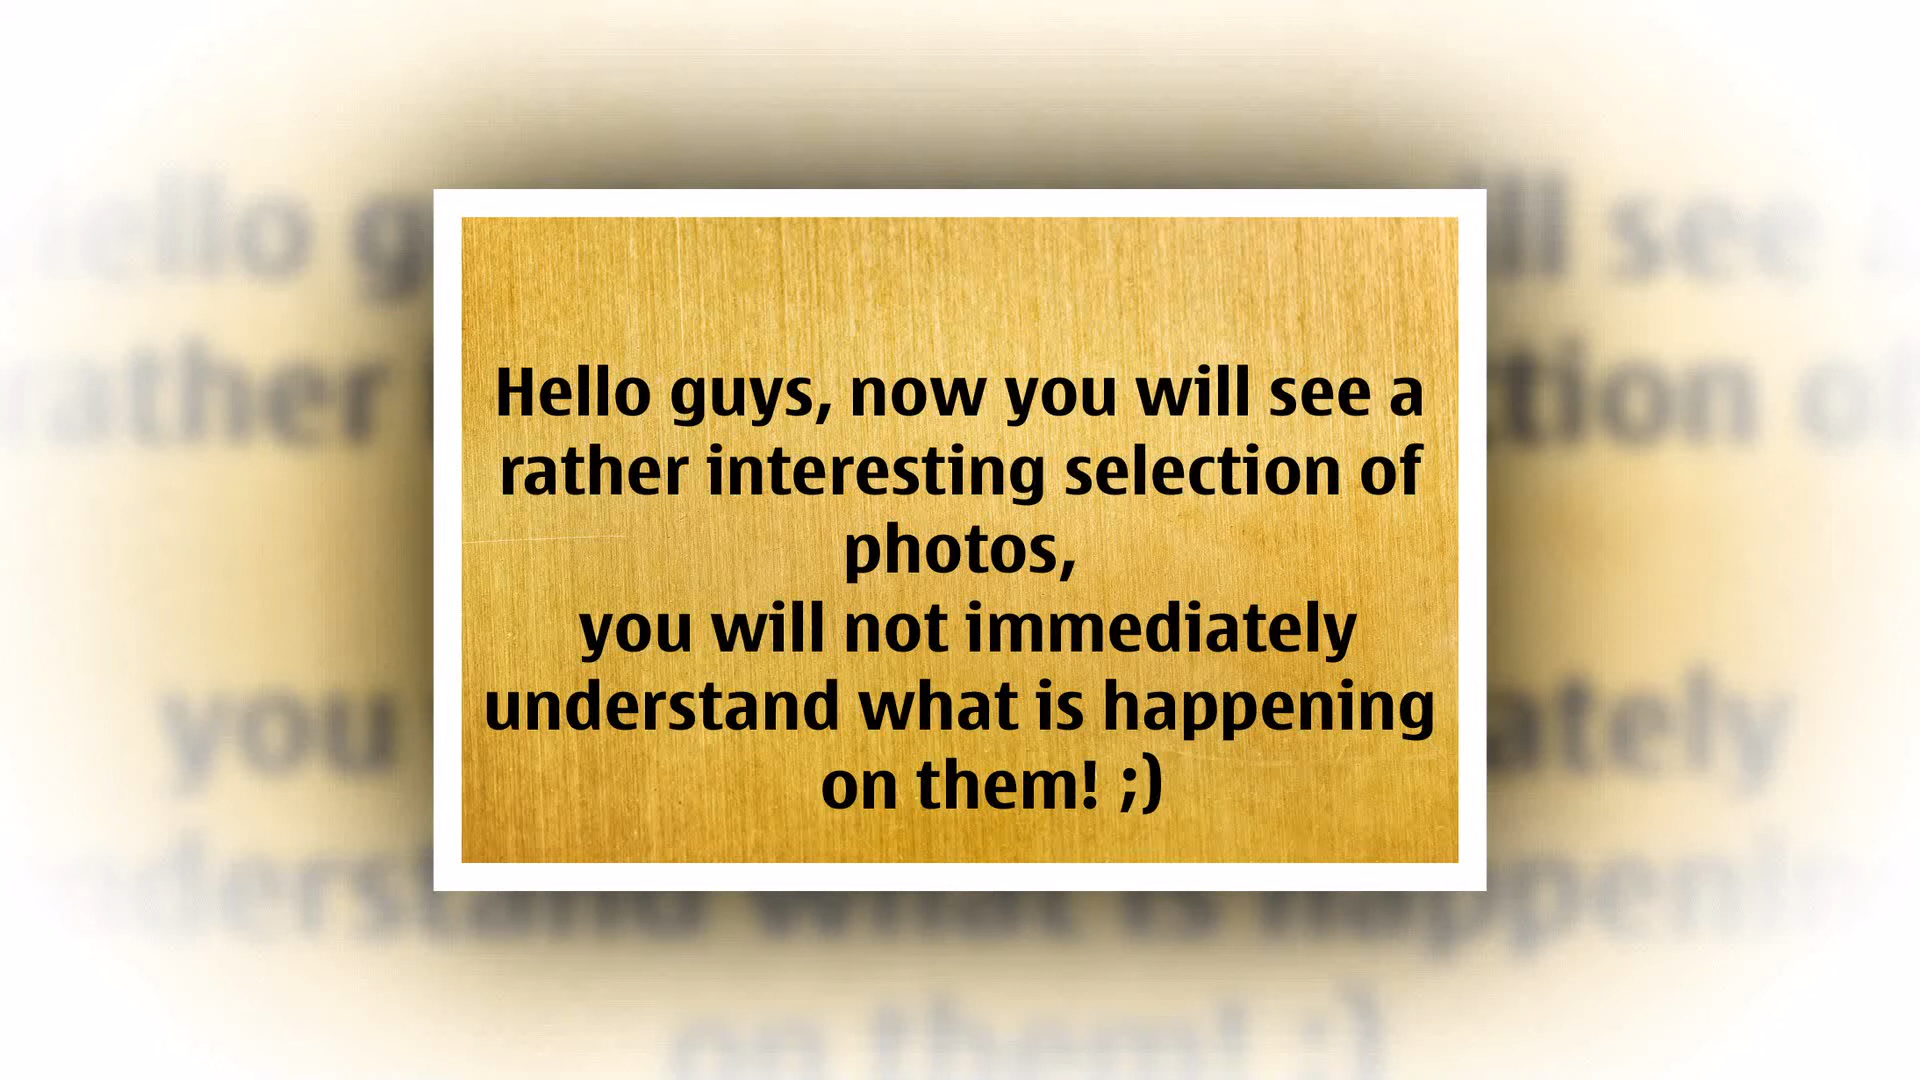 Hello guys, now you will see a
rather interesting selection of
photos,
you will not immediately
understand what is happening
on them! ;)